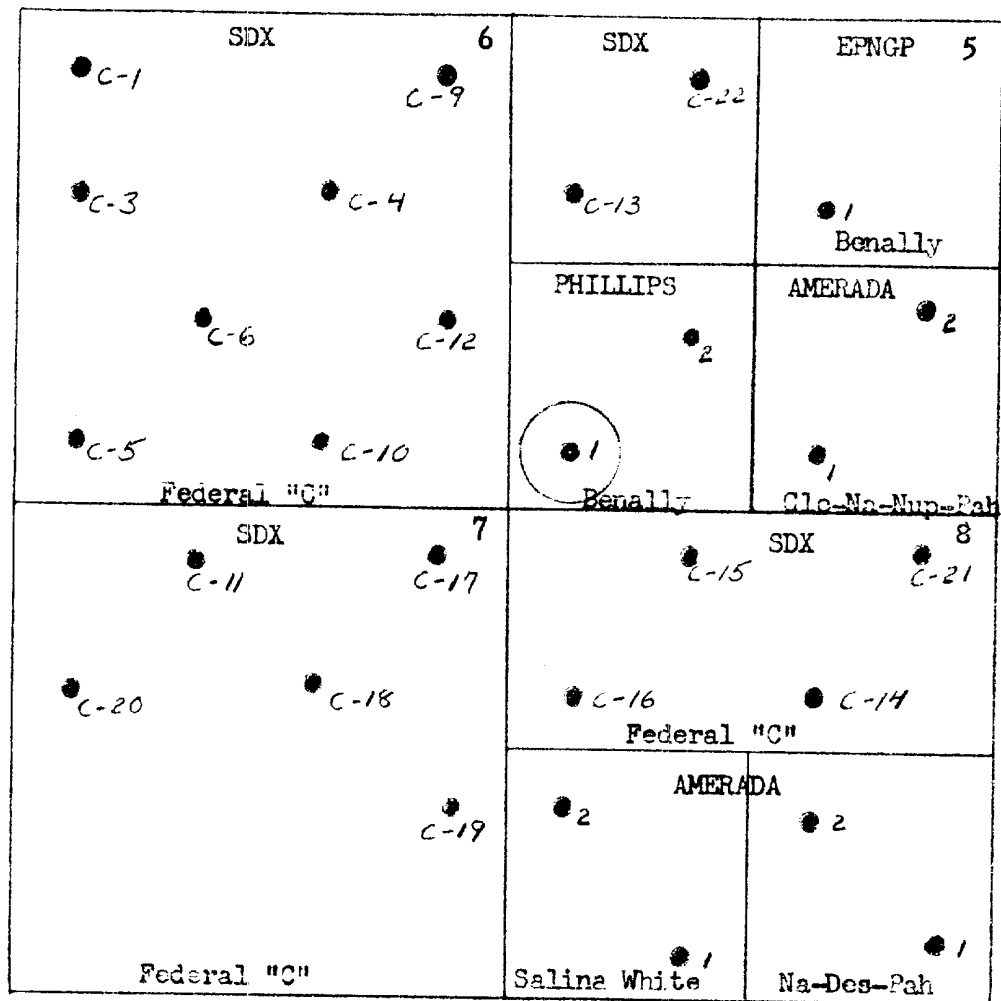 SDX 6
C-1
C-9
C-3
C-4
C-6
C-12
C-5
C-10
Federal "C"
SDX
C-22
C-13
EPNGP 5
1
Benally
PHILLIPS
2
1
Benally
AMERADA
2
1
Clo-Na-Nup-Pah
SDX 7
C-11
C-17
C-20
C-18
C-19
Federal "C"
SDX 8
C-15
C-21
C-16
C-14
Federal "C"
AMERADA
2
1
Salina White
2
1
Na-Des-Pah